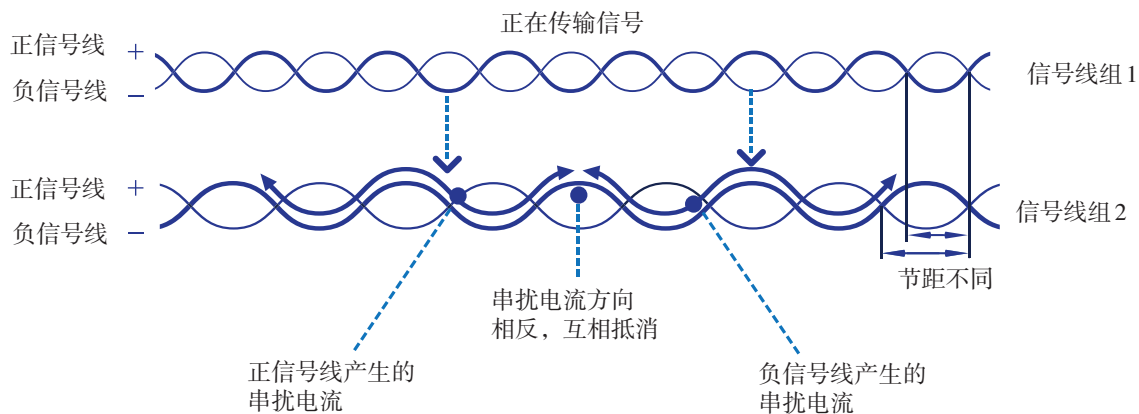 正在传输信号
正信号线 +
负信号线 −
信号线组1
正信号线 +
负信号线 −
信号线组2
节距不同
串扰电流方向
相反，互相抵消
正信号线产生的
串扰电流
负信号线产生的
串扰电流